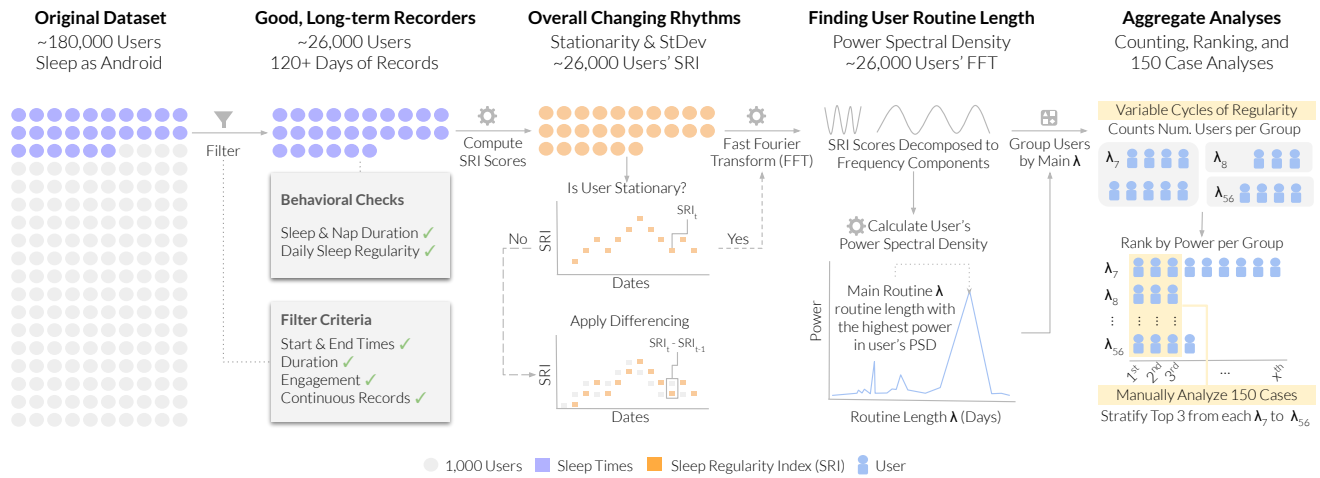 Original Dataset
~180,000 Users
Sleep as Android
Filter
Good, Long-term Recorders
~26,000 Users
120+ Days of Records
Behavioral Checks
Sleep & Nap Duration ✓
Daily Sleep Regularity ✓
Filter Criteria
Start & End Times ✓
Duration ✓
Engagement ✓
Continuous Records ✓
Compute
SRI Scores
Overall Changing Rhythms
Stationarity & StDev
~26,000 Users' SRI
Is User Stationary?
SRI
SRIt
Dates
No
Yes
Apply Differencing
SRI
SRIt - SRIt-1
Dates
Fast Fourier
Transform (FFT)
Finding User Routine Length
Power Spectral Density
~26,000 Users' FFT
SRI Scores Decomposed to
Frequency Components
Calculate User's
Power Spectral Density
Power
Main Routine λ
routine length with
the highest power
in user's PSD
Routine Length λ (Days)
Group Users
by Main λ
Aggregate Analyses
Counting, Ranking, and
150 Case Analyses
Variable Cycles of Regularity
Counts Num. Users per Group
λ7
λ8
λ56
Rank by Power per Group
λ7
λ8
⋮ ⋮ ⋮ ⋮
λ56
1st 2nd 3rd ... xth
Manually Analyze 150 Cases
Stratify Top 3 from each λ7 to λ56
1,000 Users
Sleep Times
Sleep Regularity Index (SRI)
User